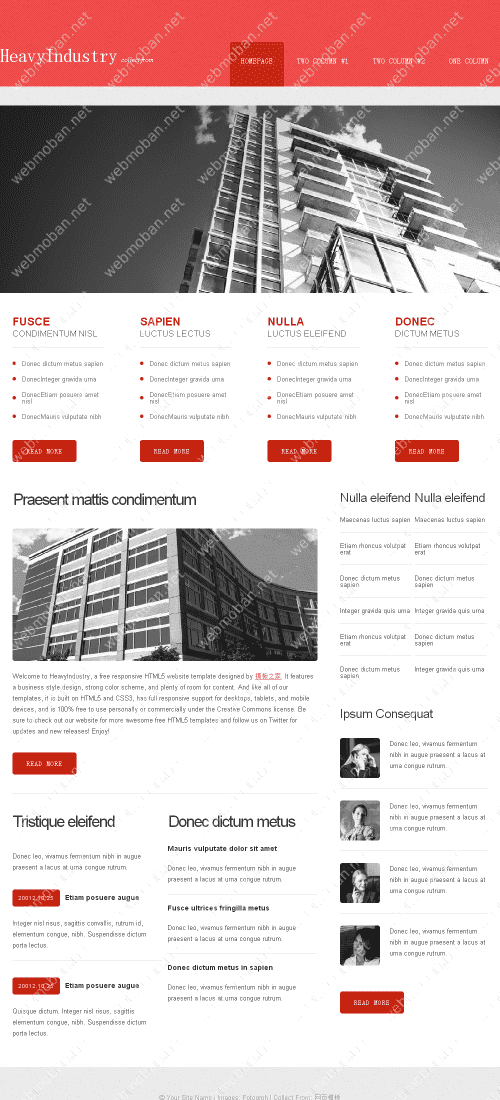 HeavyIndustry
HOMEPAGE TWO COLUMN #1 TWO COLUMN #2 ONE COLUMN
webmoban.net
FUSCE
CONDIMENTUM NISL
Donec dictum metus sapien
DonecInteger gravida urna
DonecEtiam posuere amet
nisl
DonecMauris vulputate nibh
READ MORE
SAPIEN
LUCTUS LECTUS
Donec dictum metus sapien
DonecInteger gravida urna
DonecEtiam posuere amet
nisl
DonecMauris vulputate nibh
READ MORE
NULLA
LUCTUS ELEIFEND
Donec dictum metus sapien
DonecInteger gravida urna
DonecEtiam posuere amet
nisl
DonecMauris vulputate nibh
READ MORE
DONEC
DICTUM METUS
Donec dictum metus sapien
DonecInteger gravida urna
DonecEtiam posuere amet
nisl
DonecMauris vulputate nibh
READ MORE
Praesent mattis condimentum
Welcome to HeavyIndustry, a free responsive HTML5 website template designed by 模板之家. It features
a business style design, strong color scheme, and plenty of room for content. And like all of our
templates, it is built on HTML5 and CSS3, has full responsive support for desktops, tablets, and mobile
devices, and is 100% free to use personally or commercially under the Creative Commons license. Be
sure to check out our website for more awesome free HTML5 templates and follow us on Twitter for
updates and new releases! Enjoy!
READ MORE
Tristique eleifend
Donec leo, vivamus fermentum nibh in augue
praesent a lacus at urna congue rutrum.
20012.10.25 Etiam posuere augue
Integer nisl risus, sagittis convallis, rutrum id,
elementum congue, nibh. Suspendisse dictum
porta lectus.
20012.10.25 Etiam posuere augue
Quisque dictum. Integer nisl risus, sagittis
elementum congue, nibh. Suspendisse dictum
porta lectus.
Donec dictum metus
Mauris vulputate dolor sit amet
Donec leo, vivamus fermentum nibh in augue
praesent a lacus at urna congue rutrum.
Fusce ultrices fringilla metus
Donec leo, vivamus fermentum nibh in augue
praesent a lacus at urna congue rutrum.
Donec dictum metus in sapien
Donec leo, vivamus fermentum nibh in augue
praesent a lacus at urna congue rutrum.
Nulla eleifend
Maecenas luctus sapien
Etiam rhoncus volutpat
erat
Donec dictum metus
sapien
Integer gravida quis urna
Etiam rhoncus volutpat
erat
Donec dictum metus
sapien
Nulla eleifend
Maecenas luctus sapien
Etiam rhoncus volutpat
erat
Donec dictum metus
sapien
Integer gravida quis urna
Donec dictum metus
sapien
Integer gravida quis urna
Ipsum Consequat
Donec leo, vivamus fermentum
nibh in augue praesent a lacus at
urna congue rutrum.
Donec leo, vivamus fermentum
nibh in augue praesent a lacus at
urna congue rutrum.
Donec leo, vivamus fermentum
nibh in augue praesent a lacus at
urna congue rutrum.
Donec leo, vivamus fermentum
nibh in augue praesent a lacus at
urna congue rutrum.
READ MORE
© Your Site Name | Images: Fotogrph | Collect From: 网页模板